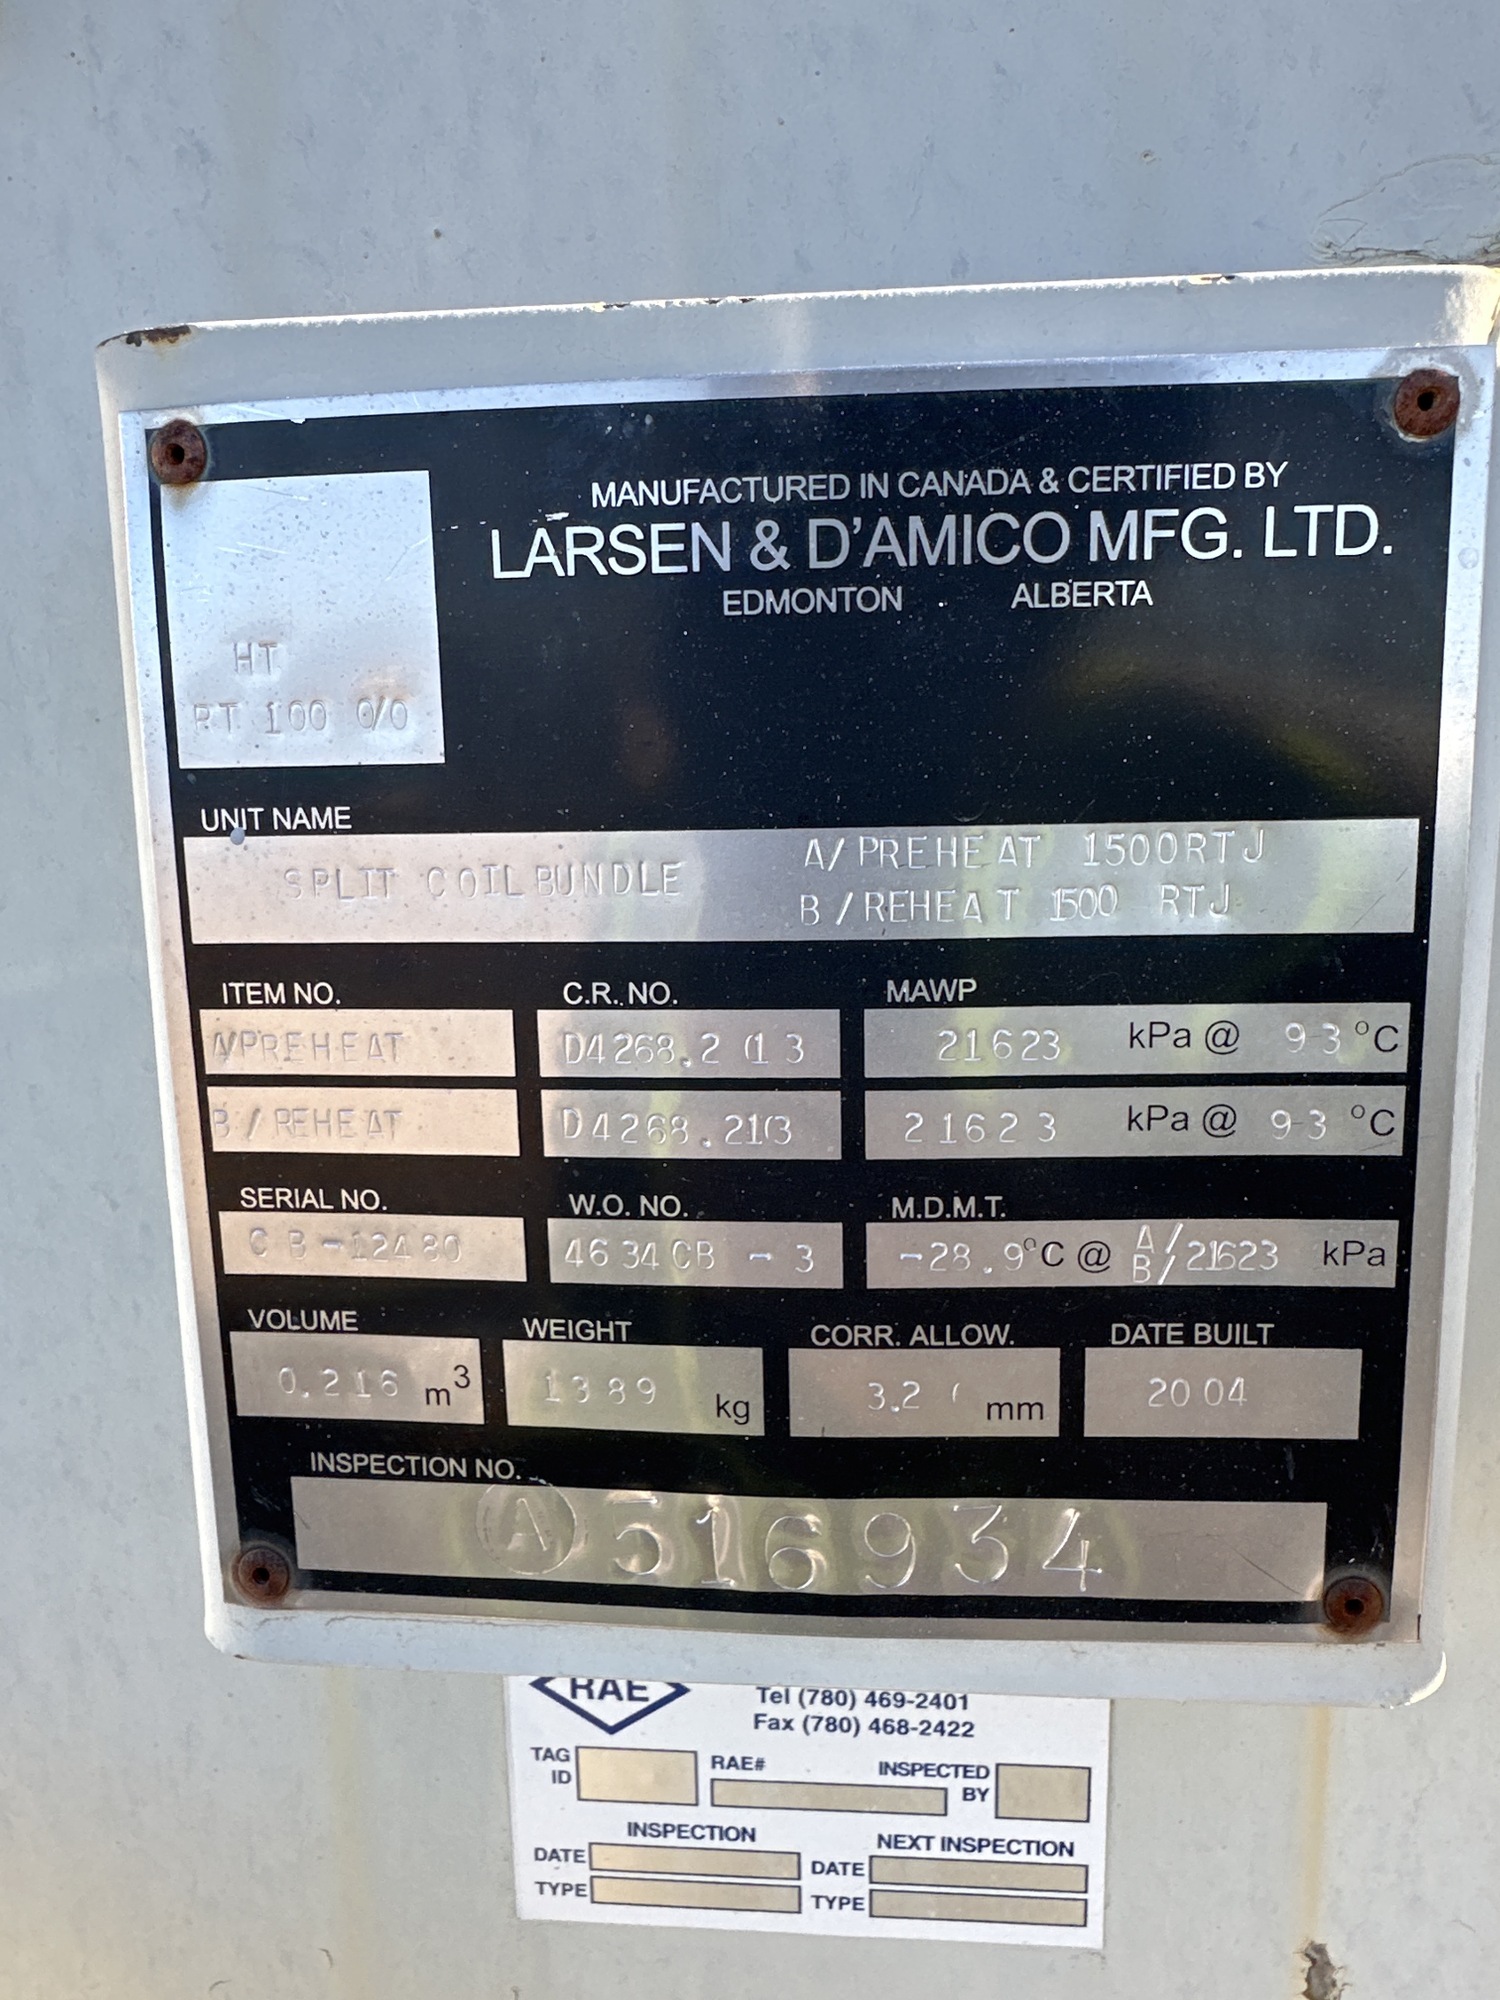 MANUFACTURED IN CANADA & CERTIFIED BY
LARSEN & D'AMICO MFG. LTD.
EDMONTON ALBERTA
HT
RT 100 0/0
UNIT NAME
SPLIT COIL BUNDLE
A/PREHEAT 1500RTJ
B/REHEAT 1500 RTJ
ITEM NO. C.R. NO. MAWP
A/PREHEAT D4268.213 21623 kPa @ 93 °C
B/REHEAT D4268.213 21623 kPa @ 93 °C
SERIAL NO. W.O. NO. M.D.M.T.
CB-12480 4634CB-3 -28.9°C @ A/B/21623 kPa
VOLUME WEIGHT CORR. ALLOW. DATE BUILT
0.216 m³ 1389 kg 3.2 mm 2004
INSPECTION NO.
A 516934
RAE
Tel (780) 469-2401
Fax (780) 468-2422
TAG ID RAE# INSPECTED BY
INSPECTION NEXT INSPECTION
DATE DATE
TYPE TYPE